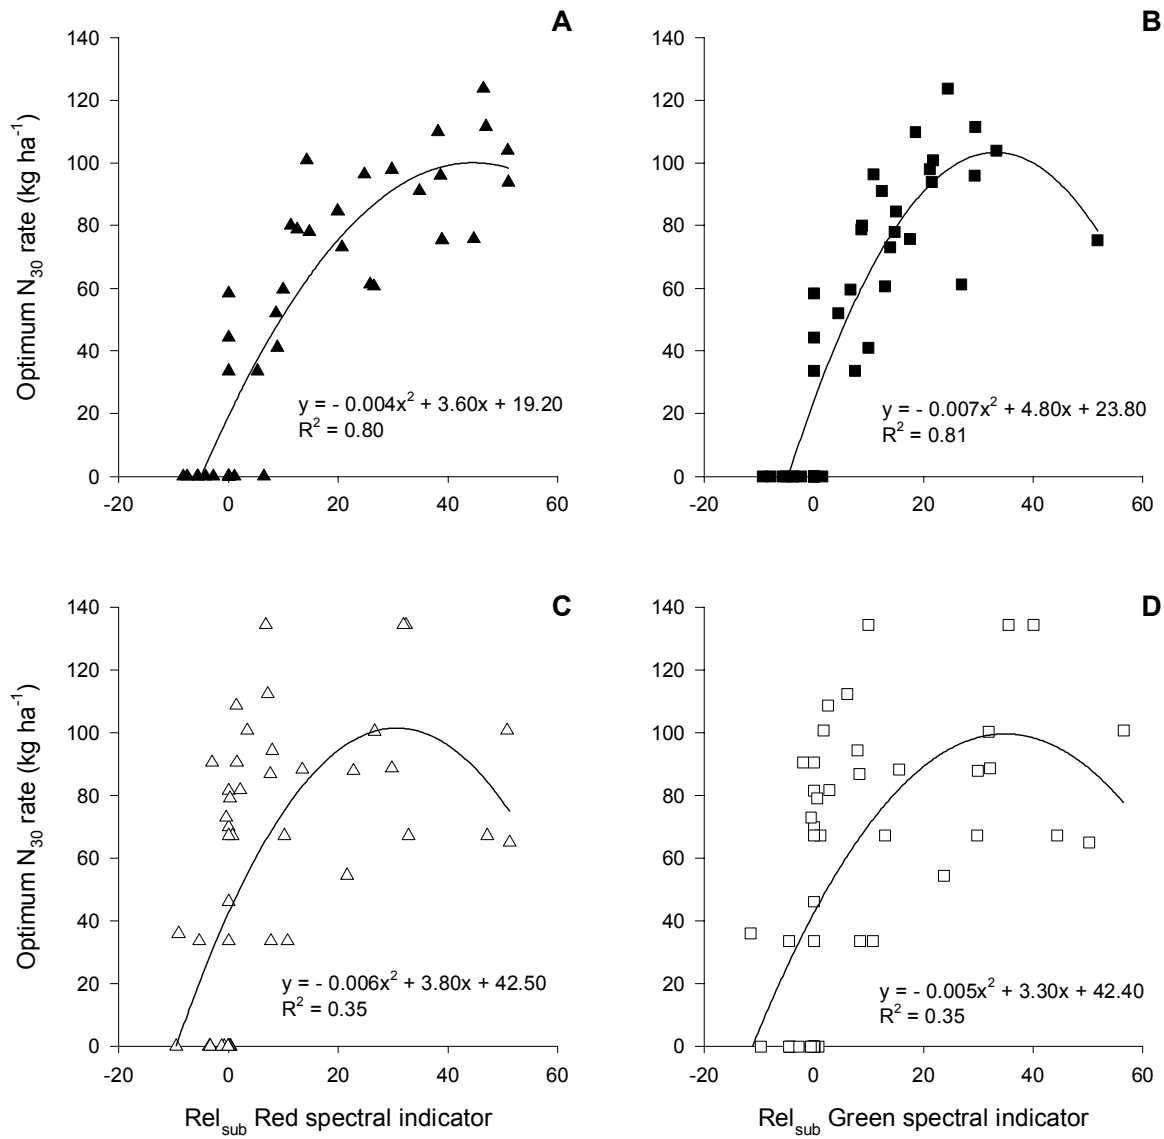 A
140
120
100
80
60
40
20
0
-20 0 20 40 60
Optimum N30 rate (kg ha-1)
y = - 0.004x2 + 3.60x + 19.20
R2 = 0.80
B
140
120
100
80
60
40
20
0
-20 0 20 40 60
y = - 0.007x2 + 4.80x + 23.80
R2 = 0.81
C
140
120
100
80
60
40
20
0
-20 0 20 40 60
Optimum N30 rate (kg ha-1)
y = - 0.006x2 + 3.80x + 42.50
R2 = 0.35
Relsub Red spectral indicator
D
140
120
100
80
60
40
20
0
-20 0 20 40 60
y = - 0.005x2 + 3.30x + 42.40
R2 = 0.35
Relsub Green spectral indicator